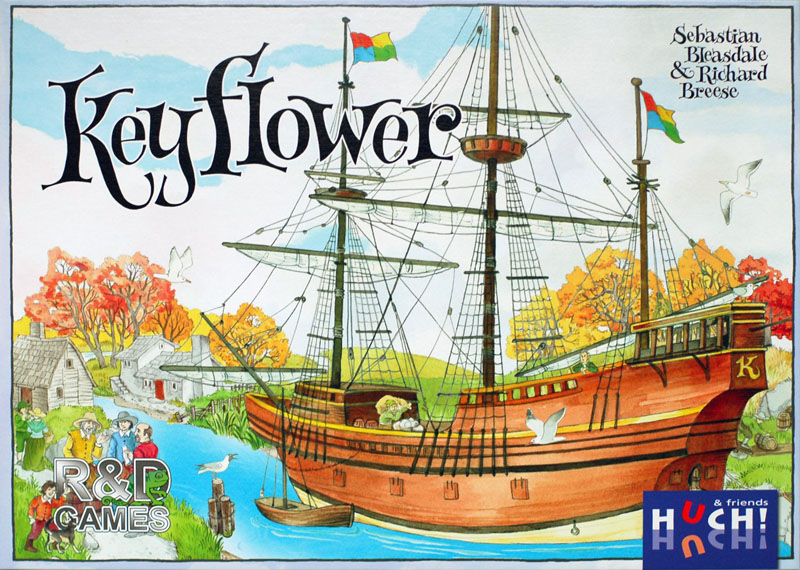 Keyflower
Sebastian
Bleasdale
& Richard
Breese
K
R&D
GAMES
& friends
HUCH!